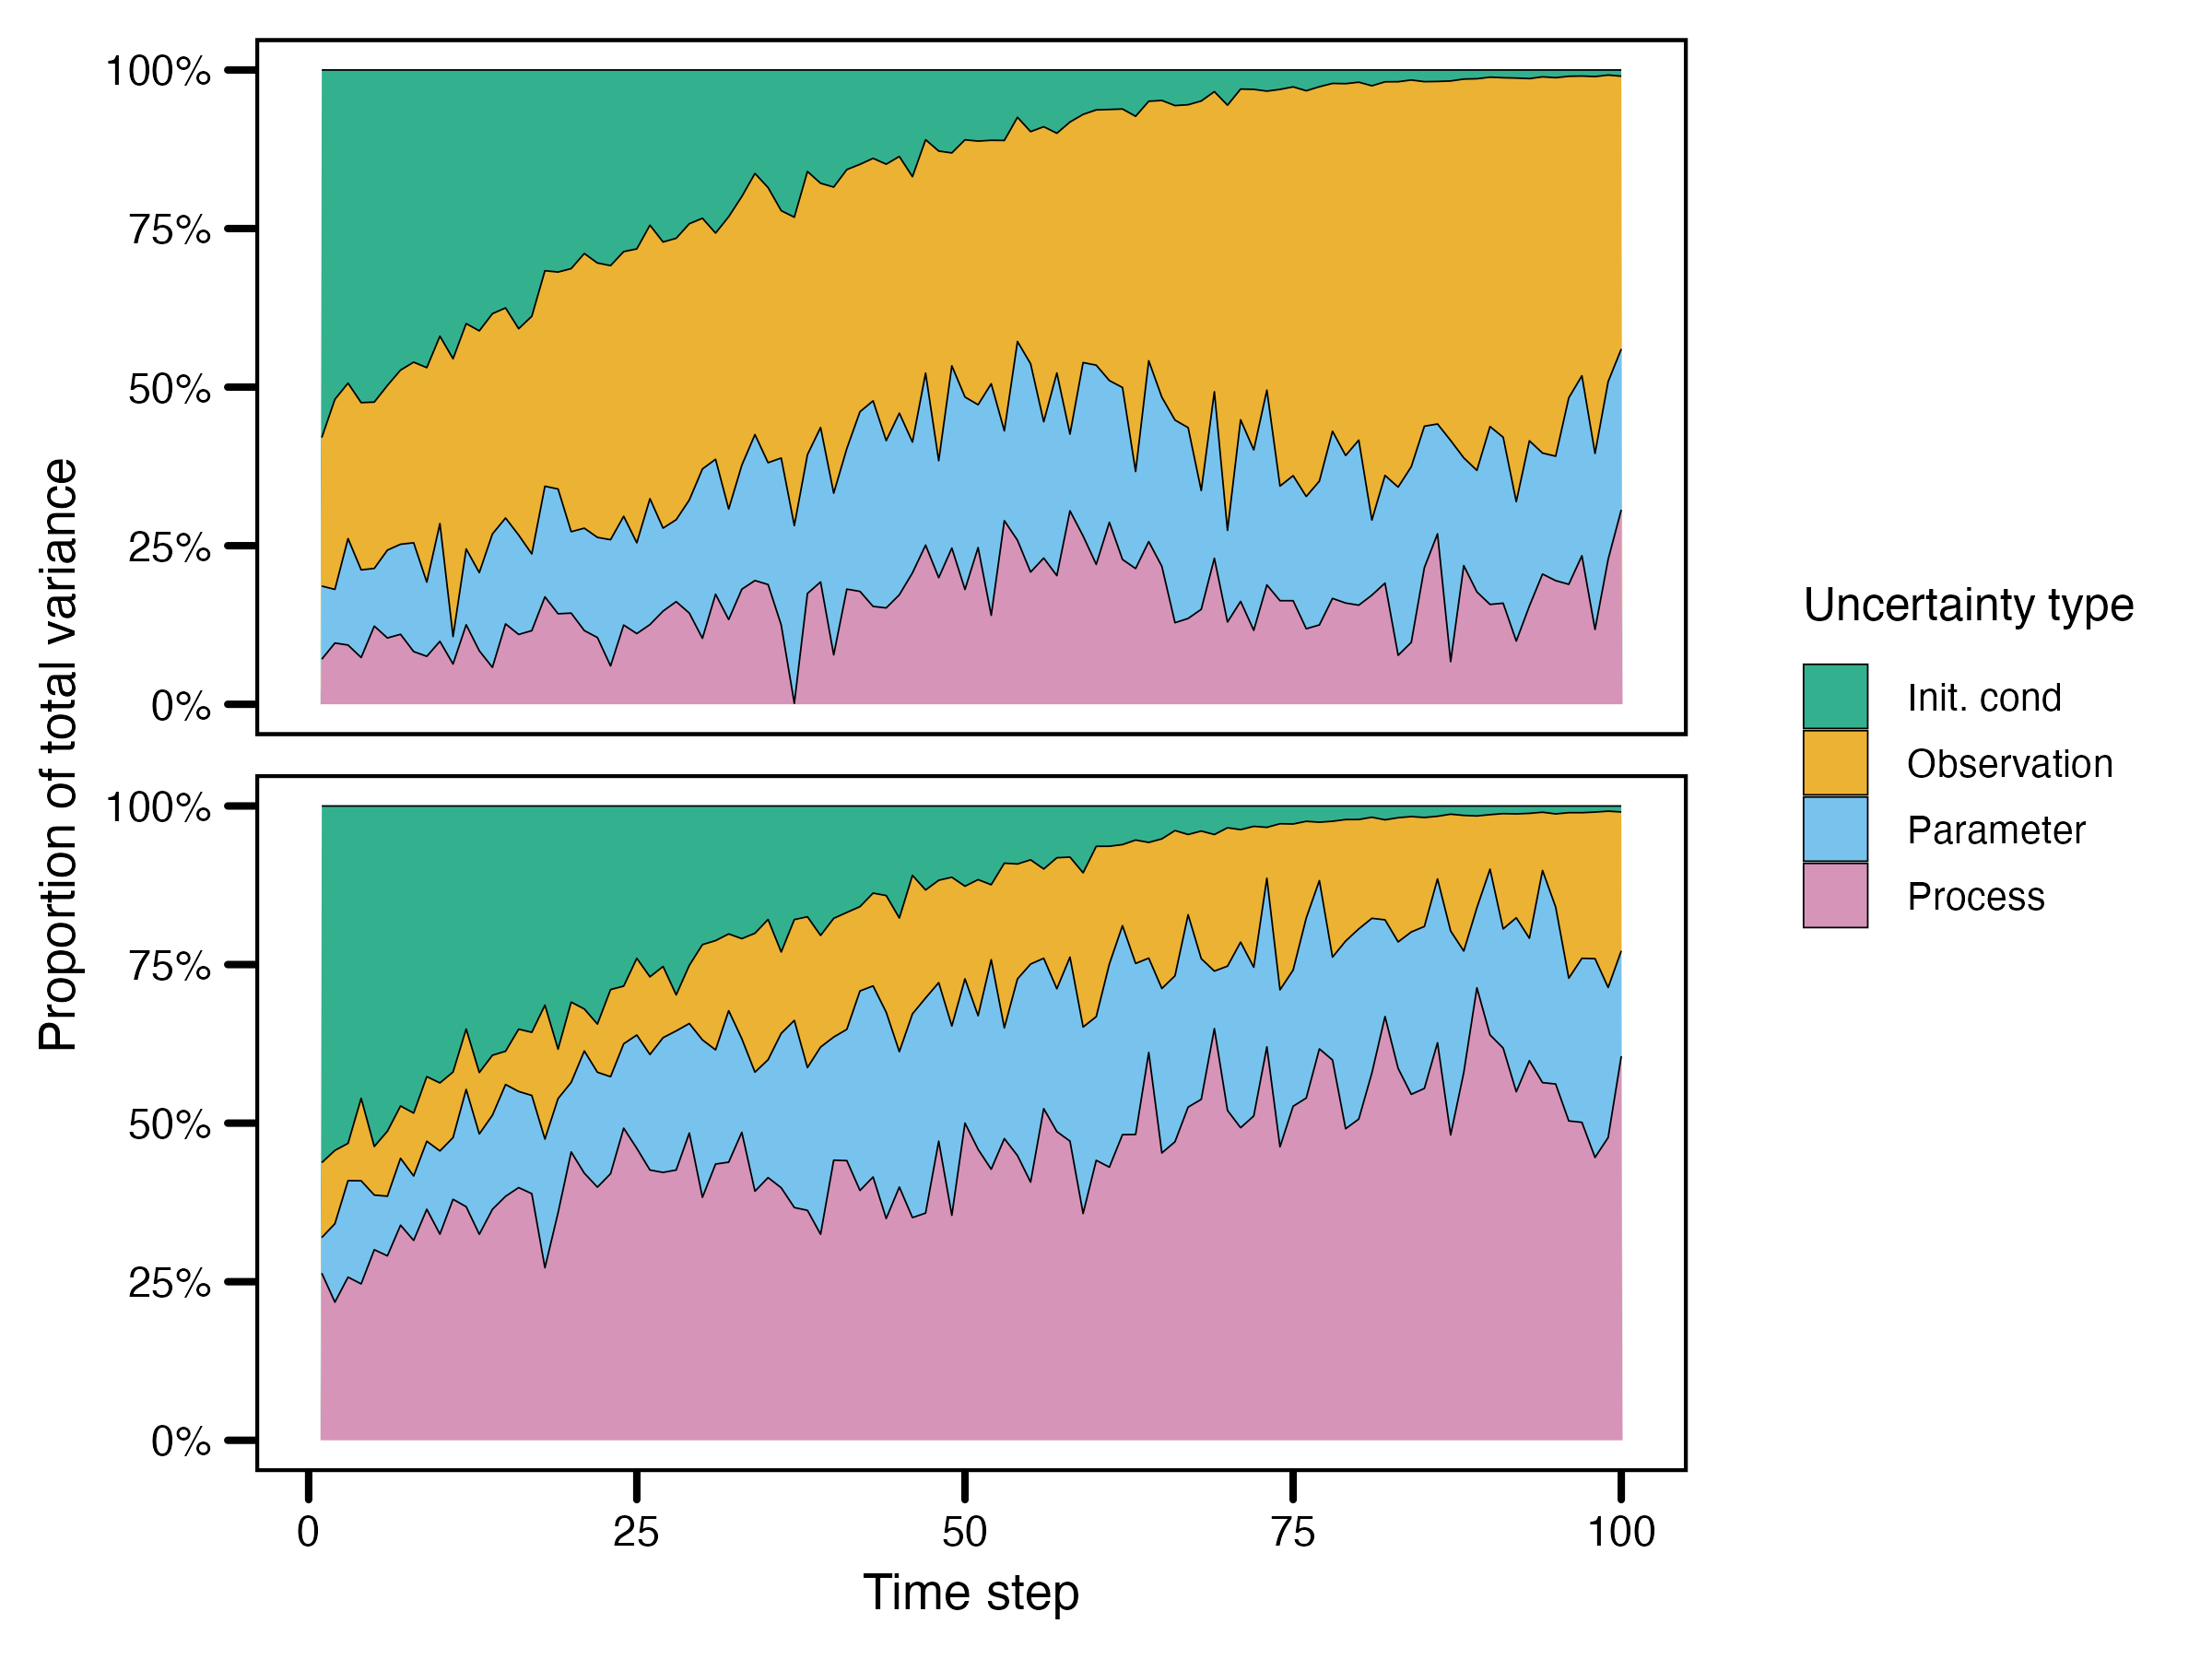 Proportion of total variance
100%
75%
50%
25%
0%
100%
75%
50%
25%
0%
0 25 50 75 100
Time step
Uncertainty type
Init. cond
Observation
Parameter
Process